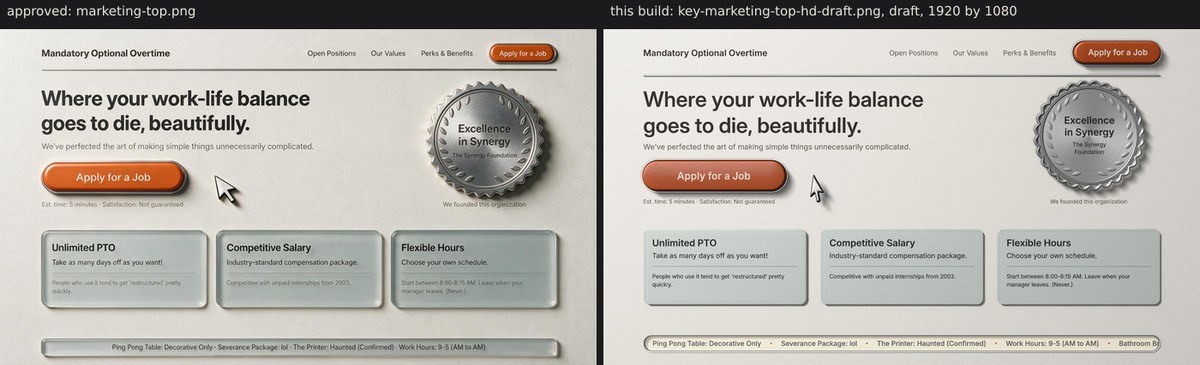 approved: marketing-top.png
Mandatory Optional Overtime
Open Positions
Our Values
Perks & Benefits
Apply for a Job
Where your work-life balance
goes to die, beautifully.
We've perfected the art of making simple things unnecessarily complicated.
Apply for a Job
Est. time: 5 minutes · Satisfaction: Not guaranteed
Excellence
in Synergy
The Synergy Foundation
We founded this organization
Unlimited PTO
Take as many days off as you want!
People who use it tend to get 'restructured' pretty
quickly.
Competitive Salary
Industry-standard compensation package.
Competitive with unpaid internships from 2003.
Flexible Hours
Choose your own schedule.
Start between 8:00-8:15 AM. Leave when your
manager leaves. (Never.)
Ping Pong Table: Decorative Only · Severance Package: lol · The Printer: Haunted (Confirmed) · Work Hours: 9-5 (AM to AM)
this build: key-marketing-top-hd-draft.png, draft, 1920 by 1080
Mandatory Optional Overtime
Open Positions
Our Values
Perks & Benefits
Apply for a Job
Where your work-life balance
goes to die, beautifully.
We've perfected the art of making simple things unnecessarily complicated.
Apply for a Job
Est. time: 5 minutes · Satisfaction: Not guaranteed
Excellence
in Synergy
The Synergy
Foundation
We founded this organization
Unlimited PTO
Take as many days off as you want!
People who use it tend to get 'restructured' pretty
quickly.
Competitive Salary
Industry-standard compensation package.
Competitive with unpaid internships from 2003.
Flexible Hours
Choose your own schedule.
Start between 8:00-8:15 AM. Leave when your
manager leaves. (Never.)
Ping Pong Table: Decorative Only • Severance Package: lol • The Printer: Haunted (Confirmed) • Work Hours: 9-5 (AM to AM) • Bathroom